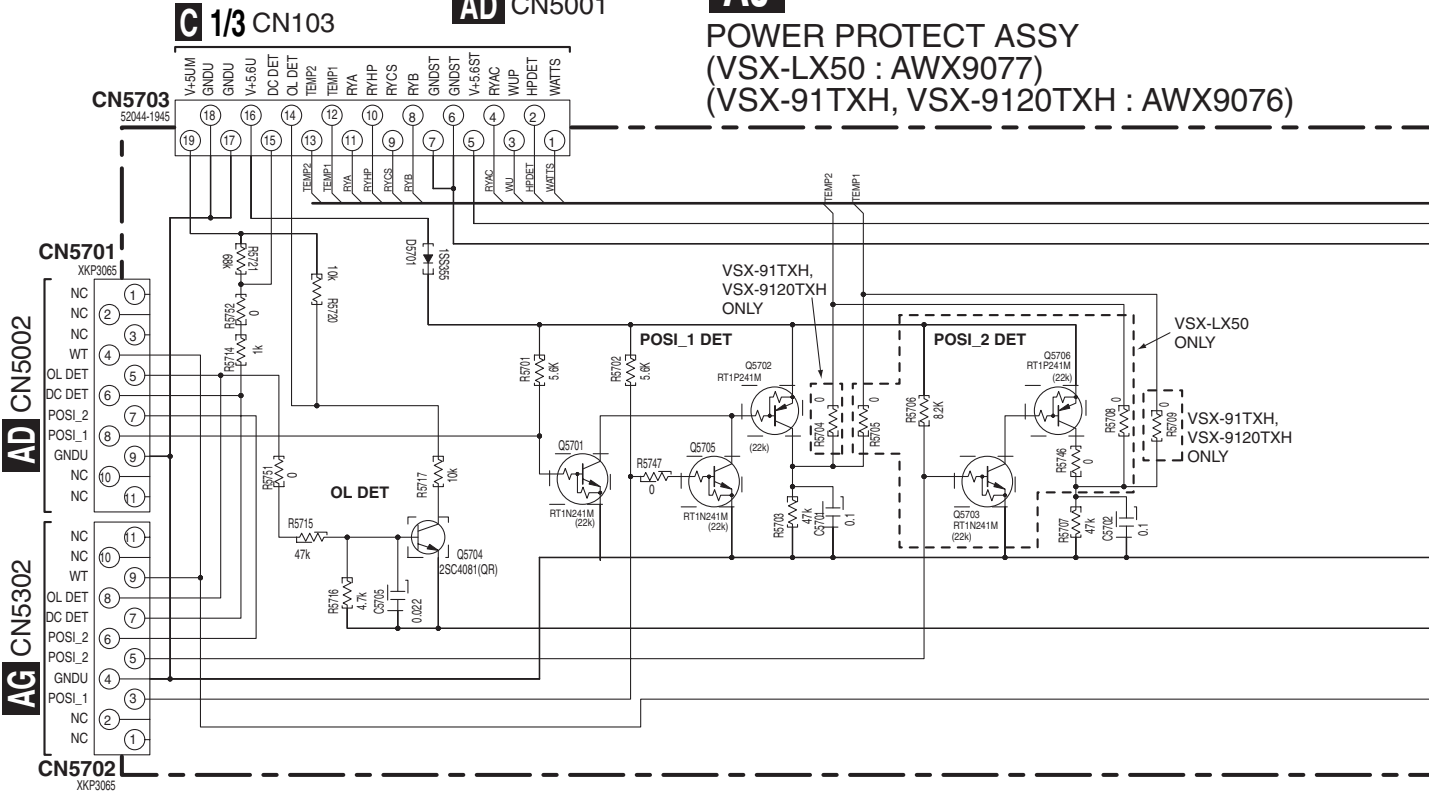 C 1/3 CN103
AD CN5001
POWER PROTECT ASSY
(VSX-LX50 : AWX9077)
(VSX-91TXH, VSX-9120TXH : AWX9076)
V+5UM
GNDU
GNDU
V+5.6U
DC DET
OL DET
TEMP2
TEMP1
RYA
RYHP
RYCS
RYB
GNDST
GNDST
V+5.6ST
RYAC
WUP
HPDET
WATTS
CN5703
52044-1945
18 16 14 12 10 8 6 4 2
19 17 15 13 11 9 7 5 3 1
TEMP2
TEMP1
RYA
RYHP
RYCS
RYB
RYAC
WU
HPDET
WATTS
TEMP2
TEMP1
CN5701
XKP3065
AD CN5002
NC 1
NC 2
NC 3
WT 4
OL DET 5
DC DET 6
POSI_2 7
POSI_1 8
GNDU 9
NC 10
NC 11
R5721
68k
R5752
0
R5714
1k
10k
R5720
D5701
1SS355
R5751
0
OL DET
R5717
10k
R5715
47k
R5716
4.7k
C5705
0.022
Q5704
2SC4081(QR)
R5701
5.6K
R5702
5.6K
POSI_1 DET
Q5701
RT1N241M
(22k)
R5747
0
Q5705
RT1N241M
(22k)
Q5702
RT1P241M
(22k)
VSX-91TXH,
VSX-9120TXH
ONLY
R5704
0
R5705
0
R5703
47k
C5701
0.1
POSI_2 DET
R5706
8.2K
Q5703
RT1N241M
(22k)
Q5706
RT1P241M
(22k)
R5746
0
R5708
0
R5709
0
R5707
47k
C5702
0.1
VSX-LX50
ONLY
VSX-91TXH,
VSX-9120TXH
ONLY
AG CN5302
NC 11
NC 10
WT 9
OL DET 8
DC DET 7
POSI_2 6
POSI_2 5
GNDU 4
POSI_1 3
NC 2
NC 1
CN5702
XKP3065